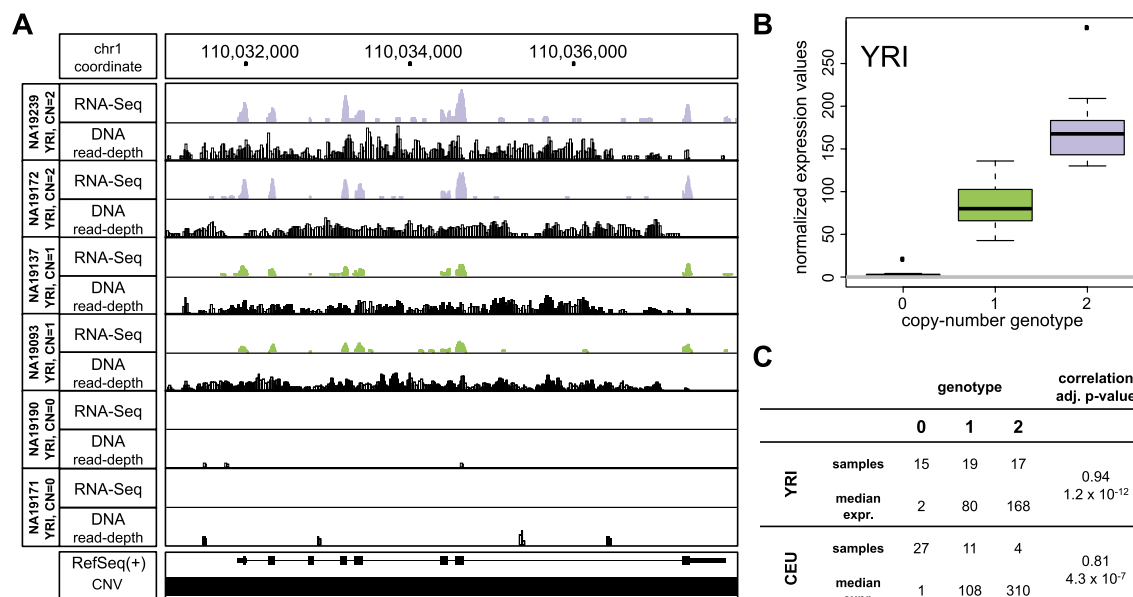 A
chr1
coordinate
110,032,000 110,034,000 110,036,000
NA19239
YRI, CN=2
RNA-Seq
DNA
read-depth
NA19172
YRI, CN=2
RNA-Seq
DNA
read-depth
NA19137
YRI, CN=1
RNA-Seq
DNA
read-depth
NA19093
YRI, CN=1
RNA-Seq
DNA
read-depth
NA19190
YRI, CN=0
RNA-Seq
DNA
read-depth
NA19171
YRI, CN=0
RNA-Seq
DNA
read-depth
RefSeq(+)
CNV
B
YRI
normalized expression values
250
200
150
100
50
0
0 1 2
copy-number genotype
C
genotype
correlation
adj. p-value
0 1 2
YRI
samples 15 19 17
median
expr.
2 80 168
0.94
1.2 x 10-12
CEU
samples 27 11 4
median
expr.
1 108 310
0.81
4.3 x 10-7